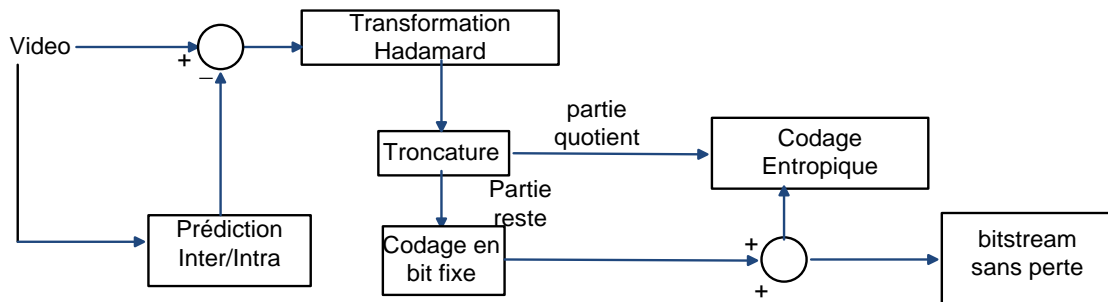 Transformation
Hadamard
Video
+
−
partie
quotient
Codage
Entropique
Troncature
Partie
reste
Prédiction
Inter/Intra
Codage en
bit fixe
+
+
bitstream
sans perte